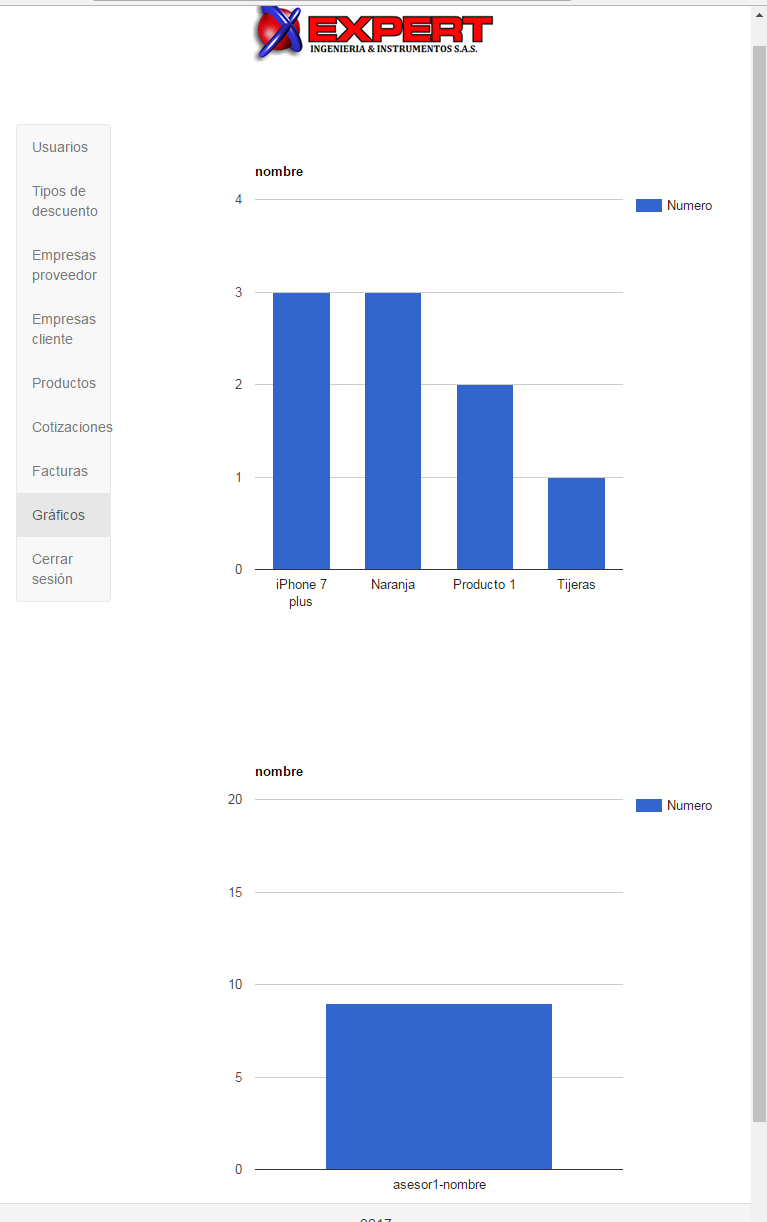 EXPERT
INGENIERIA & INSTRUMENTOS S.A.S.
Usuarios
Tipos de
descuento
Empresas
proveedor
Empresas
cliente
Productos
Cotizaciones
Facturas
Gráficos
Cerrar
sesión
nombre
Numero
4
3
2
1
0
iPhone 7
plus
Naranja
Producto 1
Tijeras
nombre
Numero
20
15
10
5
0
asesor1-nombre